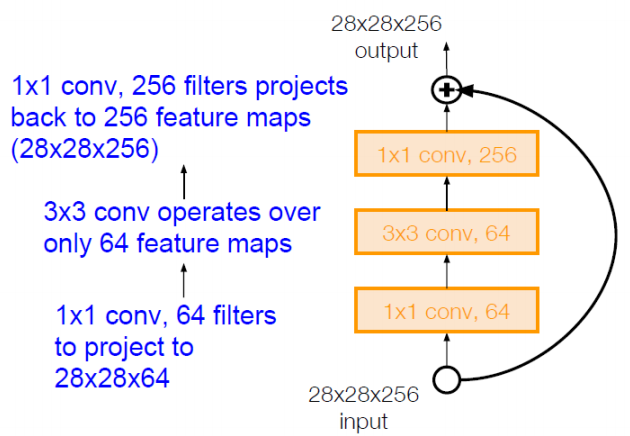 1x1 conv, 256 filters projects
back to 256 feature maps
(28x28x256)
3x3 conv operates over
only 64 feature maps
1x1 conv, 64 filters
to project to
28x28x64
28x28x256
output
+
1x1 conv, 256
3x3 conv, 64
1x1 conv, 64
28x28x256
input